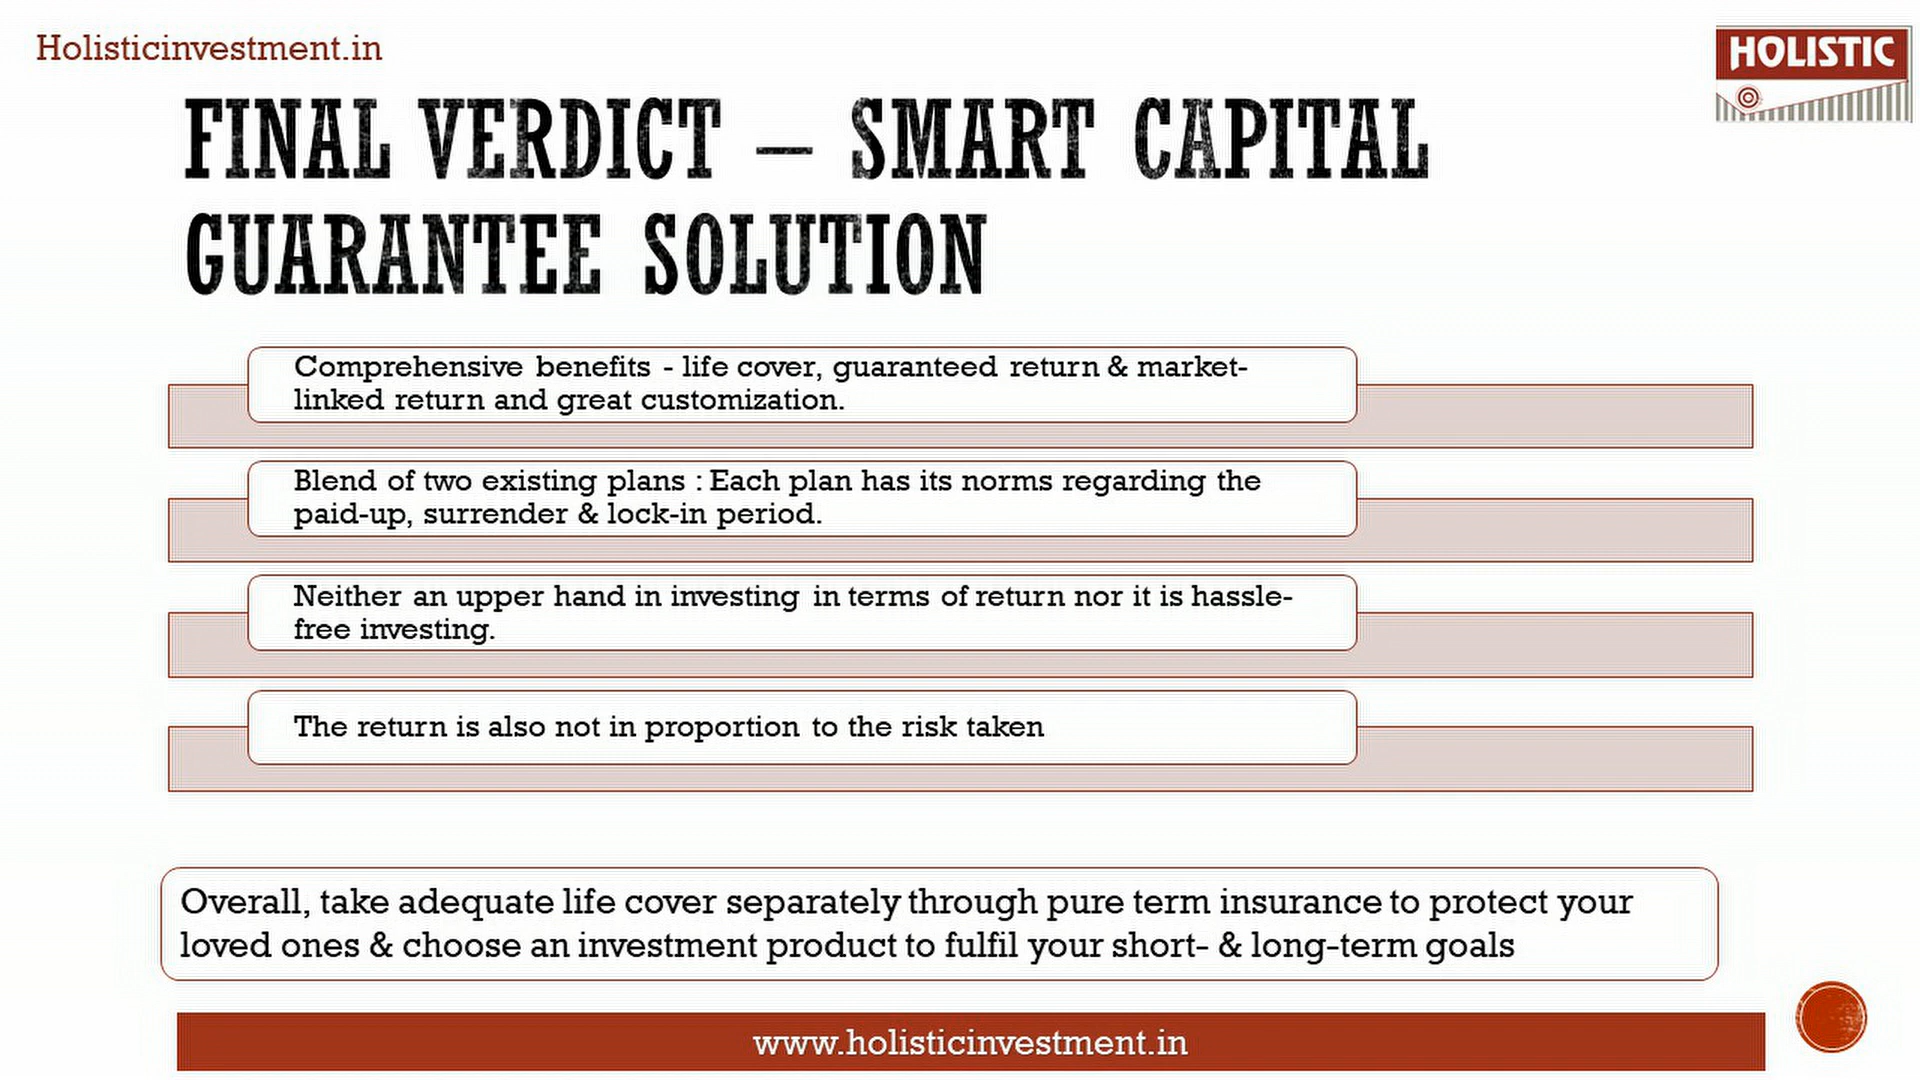 Holisticinvestment.in
HOLISTIC
FINAL VERDICT – SMART CAPITAL
GUARANTEE SOLUTION
Comprehensive benefits - life cover, guaranteed return & market-
linked return and great customization.
Blend of two existing plans : Each plan has its norms regarding the
paid-up, surrender & lock-in period.
Neither an upper hand in investing in terms of return nor it is hassle-
free investing.
The return is also not in proportion to the risk taken
Overall, take adequate life cover separately through pure term insurance to protect your
loved ones & choose an investment product to fulfil your short- & long-term goals
www.holisticinvestment.in